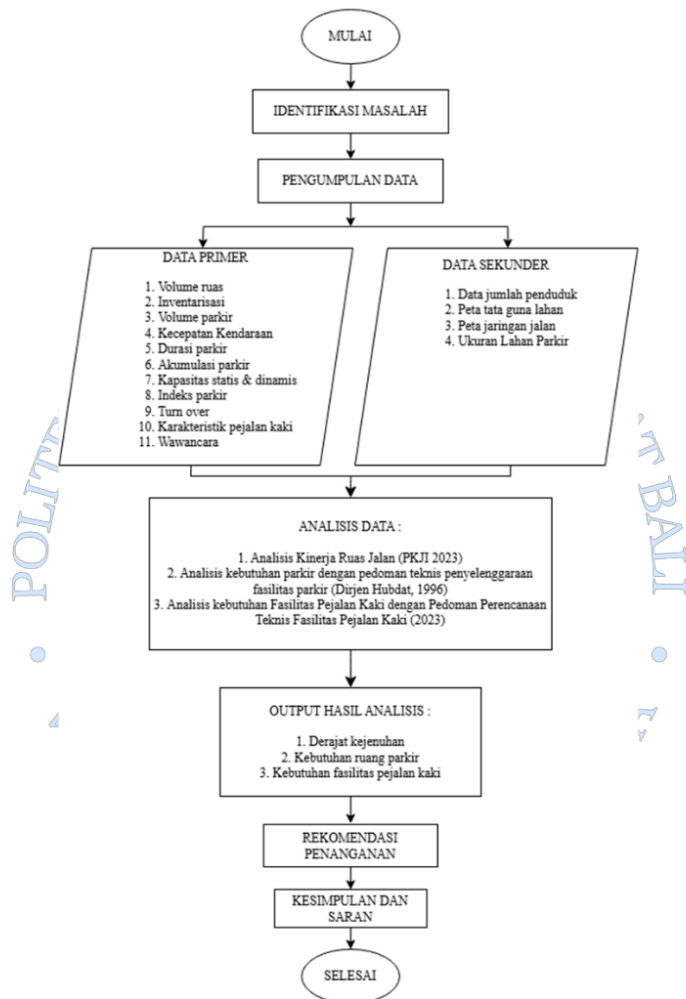 MULAI
IDENTIFIKASI MASALAH
PENGUMPULAN DATA
DATA PRIMER
1. Volume ruas
2. Inventarisasi
3. Volume parkir
4. Kecepatan Kendaraan
5. Durasi parkir
6. Akumulasi parkir
7. Kapasitas statis & dinamis
8. Indeks parkir
9. Turn over
10. Karakteristik pejalan kaki
11. Wawancara
DATA SEKUNDER
1. Data jumlah penduduk
2. Peta tata guna lahan
3. Peta jaringan jalan
4. Ukuran Lahan Parkir
ANALISIS DATA :
1. Analisis Kinerja Ruas Jalan (PKJI 2023)
2. Analisis kebutuhan parkir dengan pedoman teknis penyelenggaraan
fasilitas parkir (Dirjen Hubdat, 1996)
3. Analisis kebutuhan Fasilitas Pejalan Kaki dengan Pedoman Perencanaan
Teknis Fasilitas Pejalan Kaki (2023)
OUTPUT HASIL ANALISIS :
1. Derajat kejenuhan
2. Kebutuhan ruang parkir
3. Kebutuhan fasilitas pejalan kaki
REKOMENDASI
PENANGANAN
KESIMPULAN DAN
SARAN
SELESAI
POLITE
T BALI